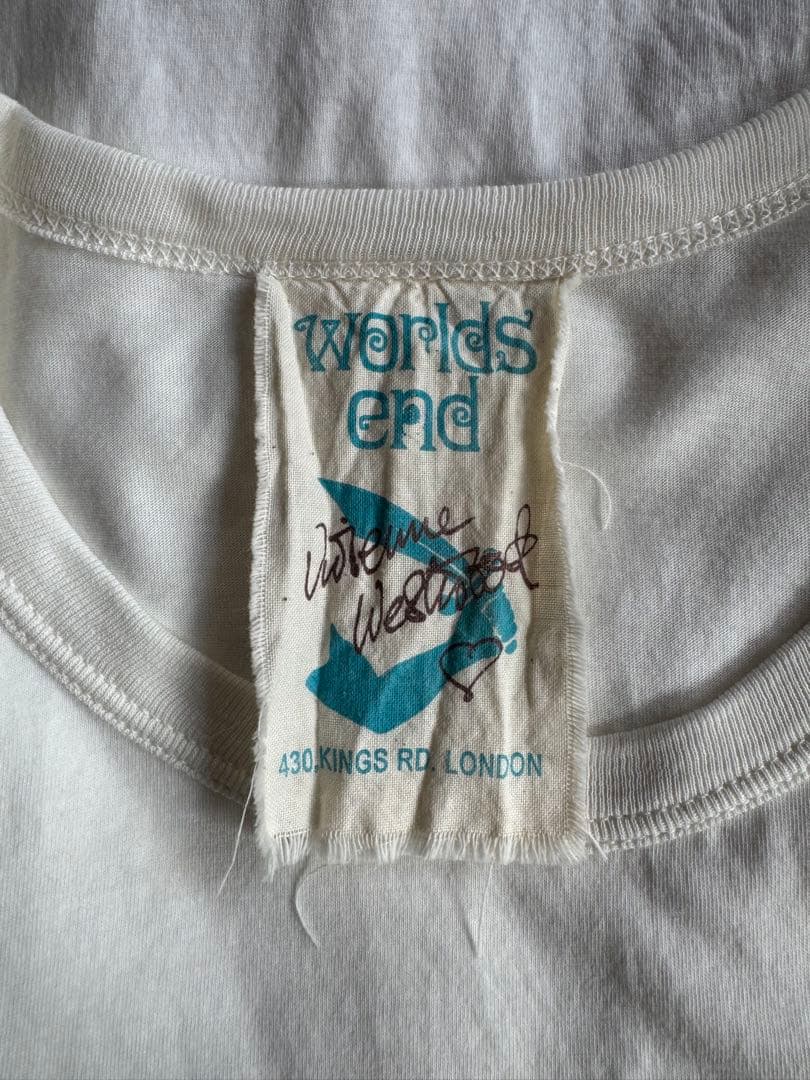 worlds
end
Vivienne
Westwood
430,KINGS RD. LONDON